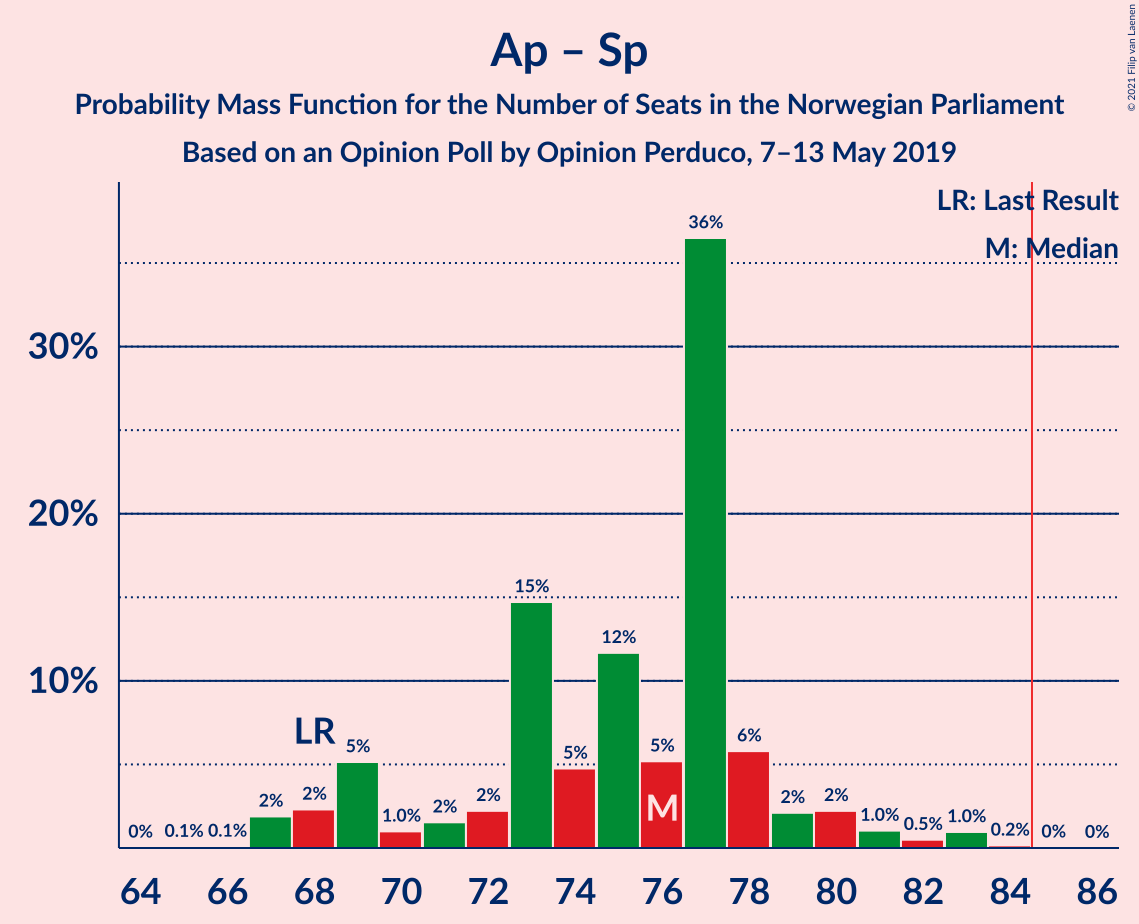 Ap – Sp
Probability Mass Function for the Number of Seats in the Norwegian Parliament
Based on an Opinion Poll by Opinion Perduco, 7–13 May 2019
© 2021 Filip van Laenen
LR: Last Result
M: Median
36%
30%
20%
15%
12%
10%
LR
5%
5%
5%
6%
M
0%
0.1%
0.1%
2%
2%
1.0%
2%
2%
2%
2%
1.0%
0.5%
1.0%
0.2%
0%
0%
64 66 68 70 72 74 76 78 80 82 84 86